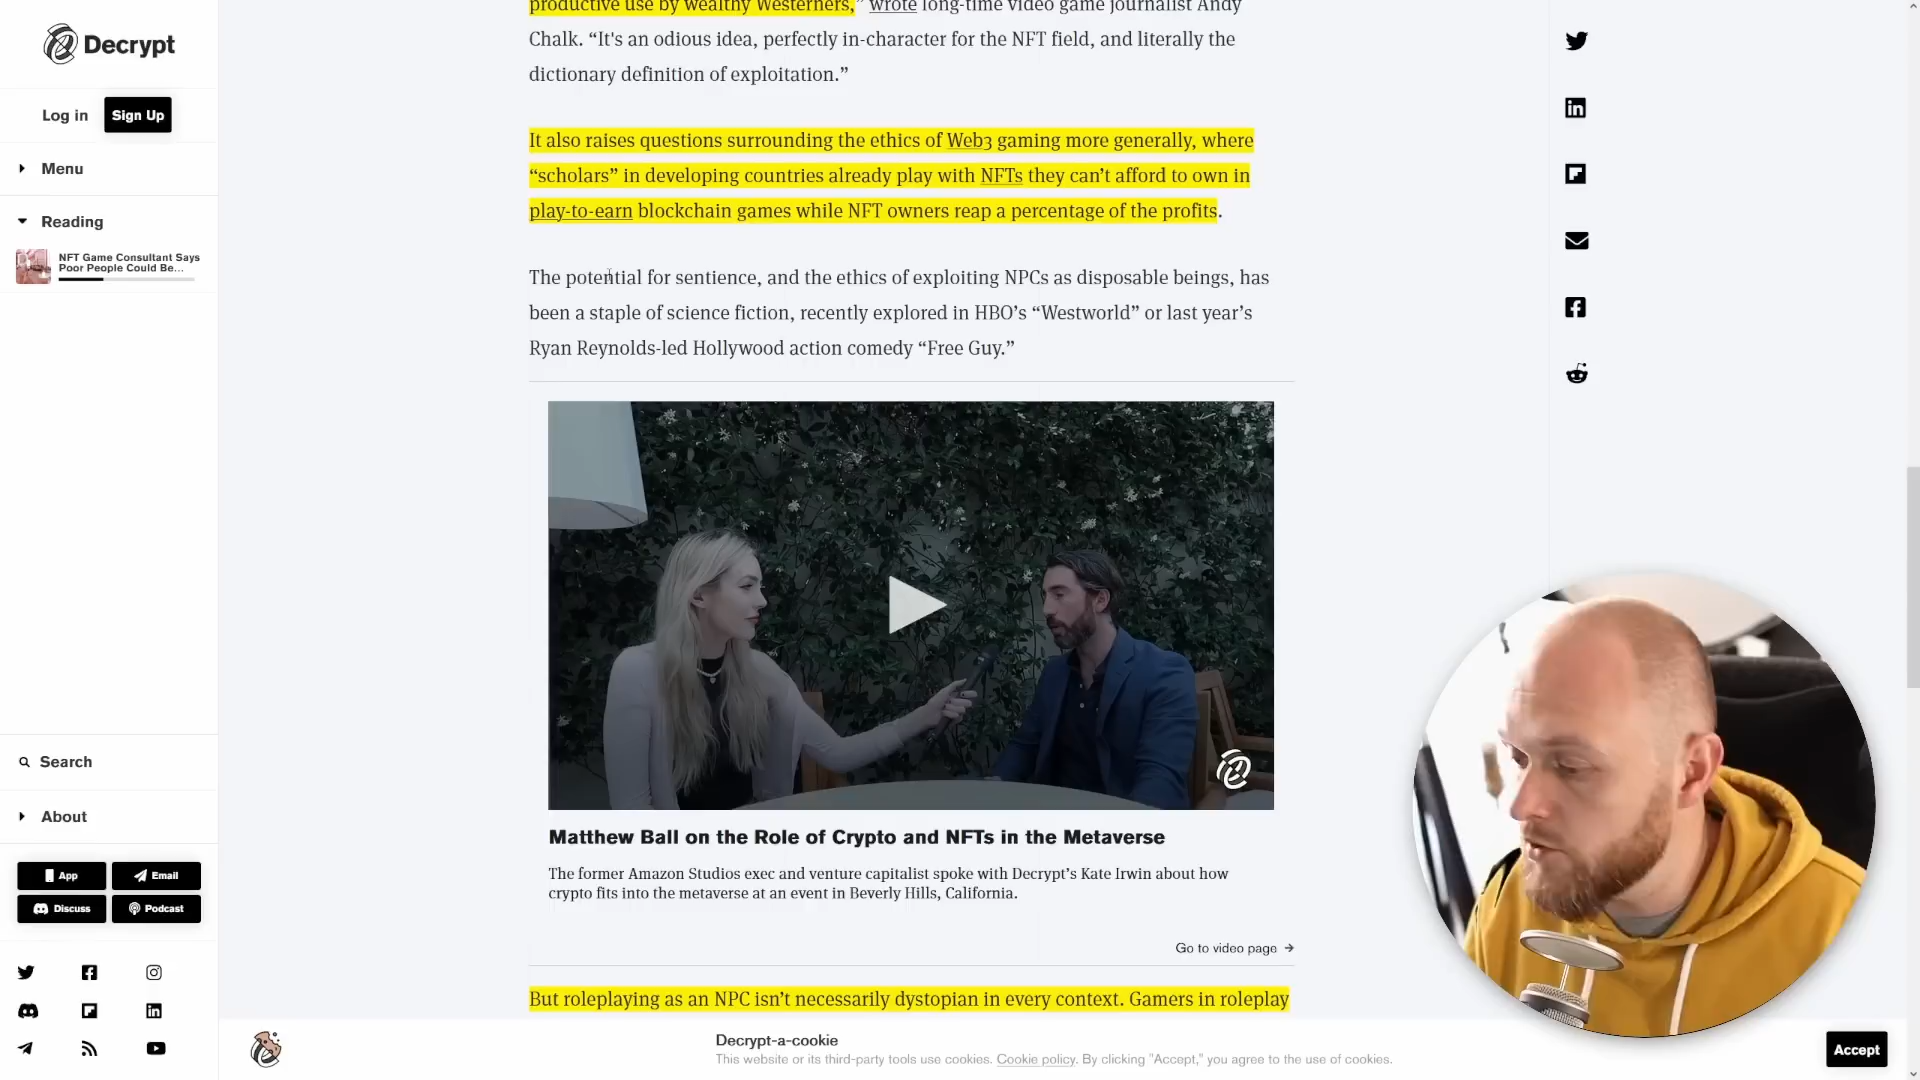 Decrypt
Log in
Sign Up
Menu
Reading
NFT Game Consultant Says
Poor People Could Be...
Search
About
App
Email
Discuss
Podcast
productive use by wealthy Westerners,” wrote long-time video game journalist Andy
Chalk. “It's an odious idea, perfectly in-character for the NFT field, and literally the
dictionary definition of exploitation.”
It also raises questions surrounding the ethics of Web3 gaming more generally, where
“scholars” in developing countries already play with NFTs they can’t afford to own in
play-to-earn blockchain games while NFT owners reap a percentage of the profits.
The potential for sentience, and the ethics of exploiting NPCs as disposable beings, has
been a staple of science fiction, recently explored in HBO’s “Westworld” or last year’s
Ryan Reynolds-led Hollywood action comedy “Free Guy.”
Matthew Ball on the Role of Crypto and NFTs in the Metaverse
The former Amazon Studios exec and venture capitalist spoke with Decrypt’s Kate Irwin about how
crypto fits into the metaverse at an event in Beverly Hills, California.
Go to video page →
But roleplaying as an NPC isn’t necessarily dystopian in every context. Gamers in roleplay
Decrypt-a-cookie
This website or its third-party tools use cookies. Cookie policy. By clicking "Accept," you agree to the use of cookies.
Accept